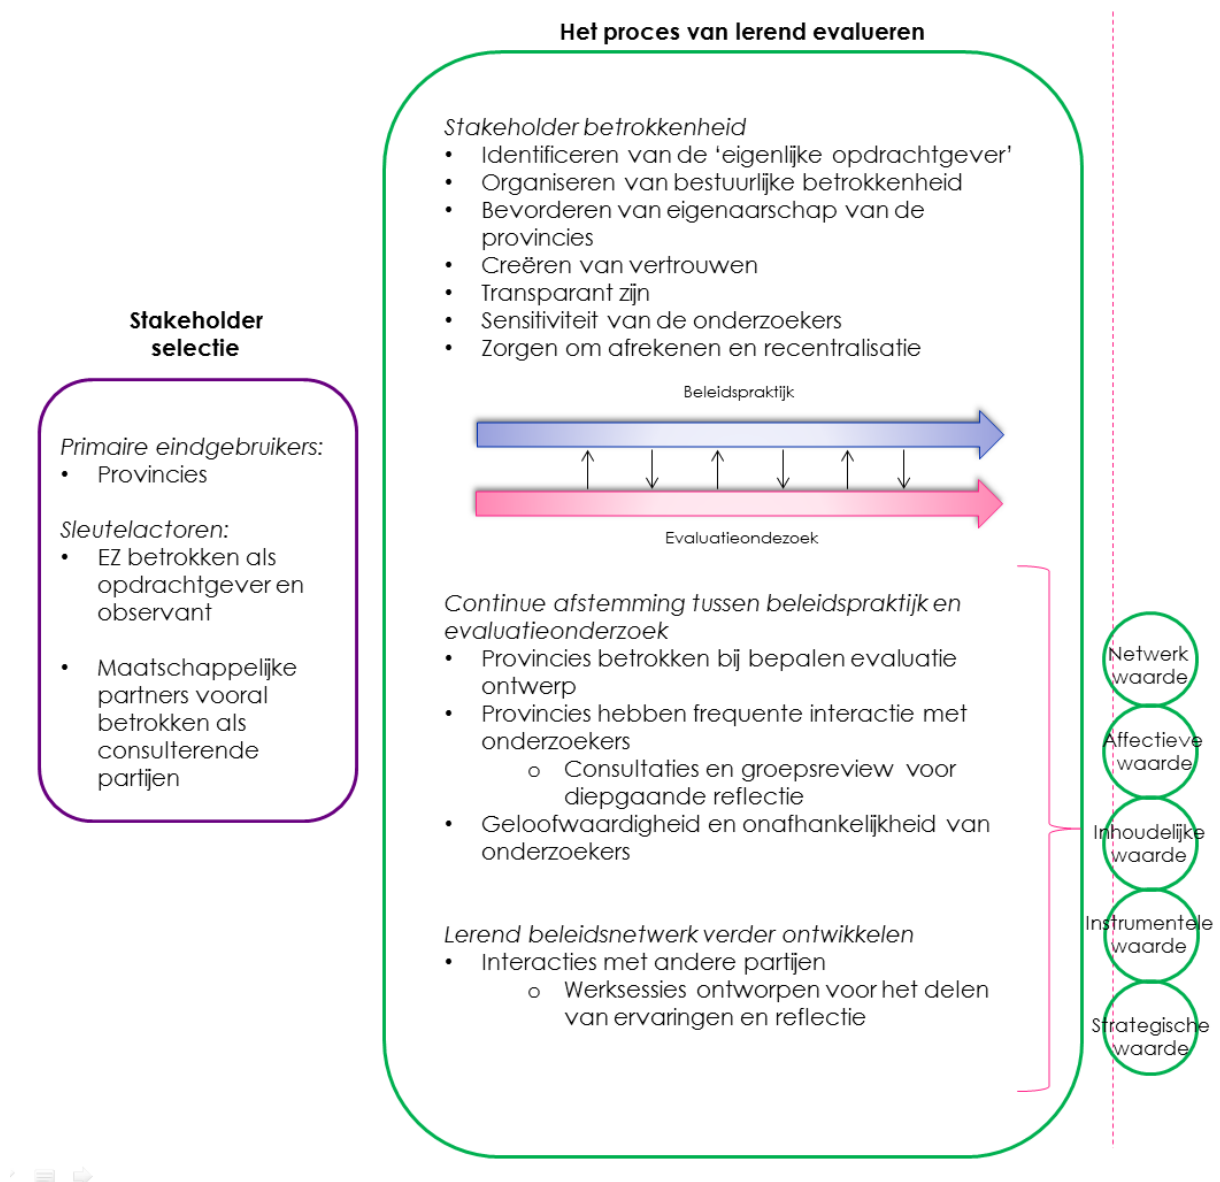 Het proces van lerend evalueren
Stakeholder
selectie
Primaire eindgebruikers:
• Provincies
Sleutelactoren:
• EZ betrokken als
opdrachtgever en
observant
• Maatschappelijke
partners vooral
betrokken als
consulterende
partijen
Stakeholder betrokkenheid
• Identificeren van de ‘eigenlijke opdrachtgever’
• Organiseren van bestuurlijke betrokkenheid
• Bevorderen van eigenaarschap van de
provincies
• Creëren van vertrouwen
• Transparant zijn
• Sensitiviteit van de onderzoekers
• Zorgen om afrekenen en recentralisatie
Beleidspraktijk
Evaluatieondezoek
Continue afstemming tussen beleidspraktijk en
evaluatieonderzoek
• Provincies betrokken bij bepalen evaluatie
ontwerp
• Provincies hebben frequente interactie met
onderzoekers
o Consultaties en groepsreview voor
diepgaande reflectie
• Geloofwaardigheid en onafhankelijkheid van
onderzoekers
Lerend beleidsnetwerk verder ontwikkelen
• Interacties met andere partijen
o Werksessies ontworpen voor het delen
van ervaringen en reflectie
Netwerk
waarde
Affectieve
waarde
Inhoudelijke
waarde
Instrumentele
waarde
Strategische
waarde